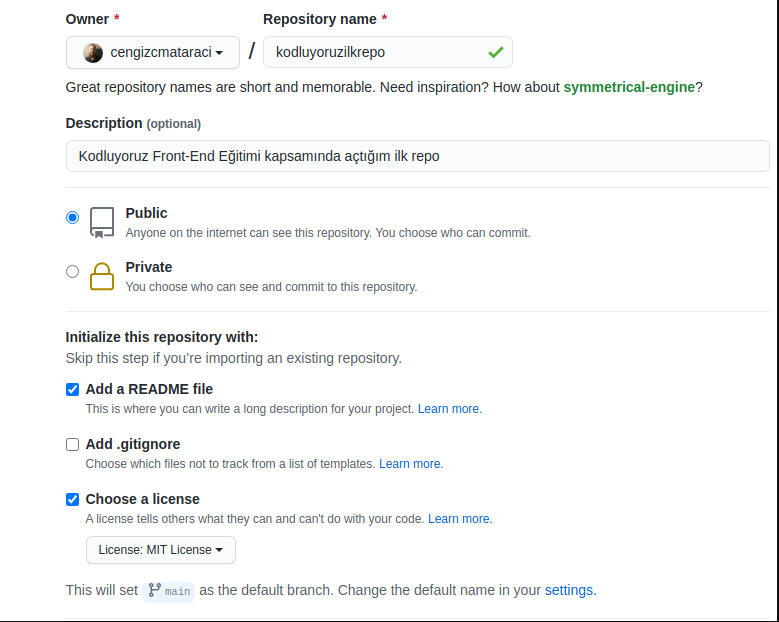 Owner * Repository name *
cengizcmataraci / kodluyoruzilkrepo
Great repository names are short and memorable. Need inspiration? How about symmetrical-engine?
Description (optional)
Kodluyoruz Front-End Eğitimi kapsamında açtığım ilk repo
Public
Anyone on the internet can see this repository. You choose who can commit.
Private
You choose who can see and commit to this repository.
Initialize this repository with:
Skip this step if you’re importing an existing repository.
Add a README file
This is where you can write a long description for your project. Learn more.
Add .gitignore
Choose which files not to track from a list of templates. Learn more.
Choose a license
A license tells others what they can and can't do with your code. Learn more.
License: MIT License
This will set main as the default branch. Change the default name in your settings.